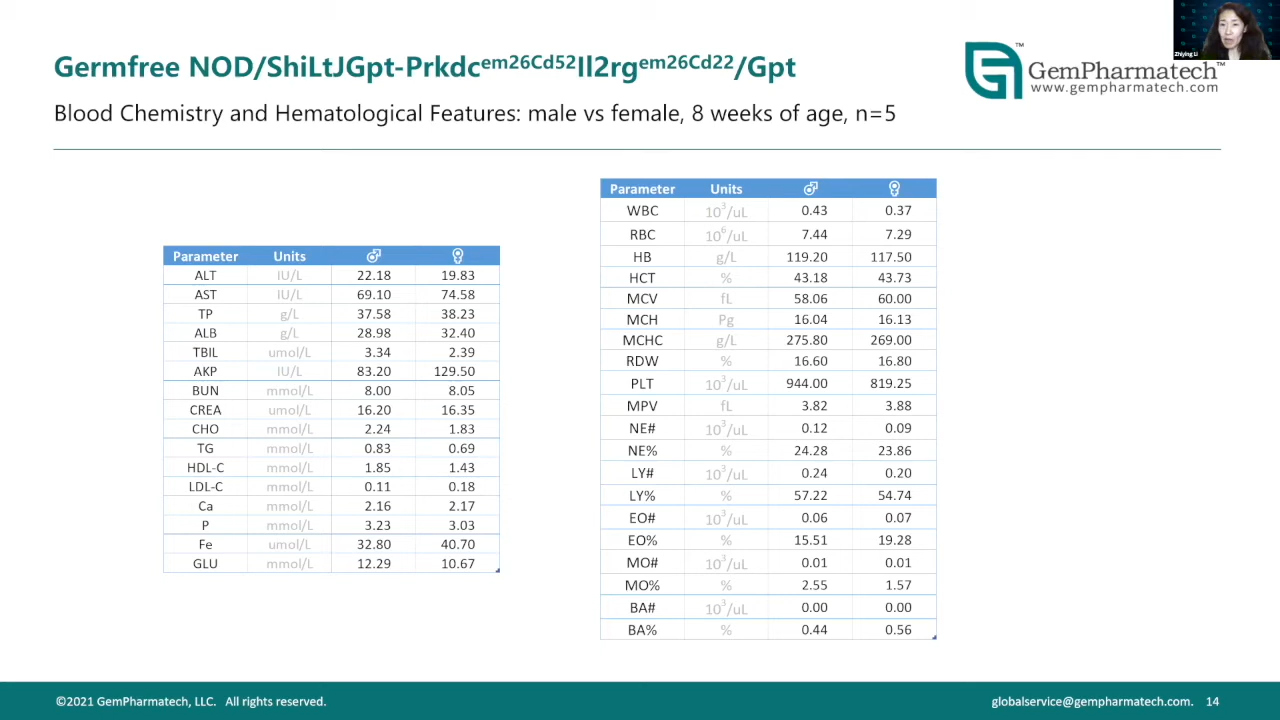 Germfree NOD/ShiLtJGpt-Prkdcem26Cd52Il2rgem26Cd22/Gpt
Blood Chemistry and Hematological Features: male vs female, 8 weeks of age, n=5
GemPharmatech™
www.gempharmatech.com
Zhiying Li
Parameter Units ♂ ♀
ALT IU/L 22.18 19.83
AST IU/L 69.10 74.58
TP g/L 37.58 38.23
ALB g/L 28.98 32.40
TBIL umol/L 3.34 2.39
AKP IU/L 83.20 129.50
BUN mmol/L 8.00 8.05
CREA umol/L 16.20 16.35
CHO mmol/L 2.24 1.83
TG mmol/L 0.83 0.69
HDL-C mmol/L 1.85 1.43
LDL-C mmol/L 0.11 0.18
Ca mmol/L 2.16 2.17
P mmol/L 3.23 3.03
Fe umol/L 32.80 40.70
GLU mmol/L 12.29 10.67
Parameter Units ♂ ♀
WBC 10³/uL 0.43 0.37
RBC 10⁶/uL 7.44 7.29
HB g/L 119.20 117.50
HCT % 43.18 43.73
MCV fL 58.06 60.00
MCH Pg 16.04 16.13
MCHC g/L 275.80 269.00
RDW % 16.60 16.80
PLT 10³/uL 944.00 819.25
MPV fL 3.82 3.88
NE# 10³/uL 0.12 0.09
NE% % 24.28 23.86
LY# 10³/uL 0.24 0.20
LY% % 57.22 54.74
EO# 10³/uL 0.06 0.07
EO% % 15.51 19.28
MO# 10³/uL 0.01 0.01
MO% % 2.55 1.57
BA# 10³/uL 0.00 0.00
BA% % 0.44 0.56
©2021 GemPharmatech, LLC. All rights reserved.
globalservice@gempharmatech.com. 14